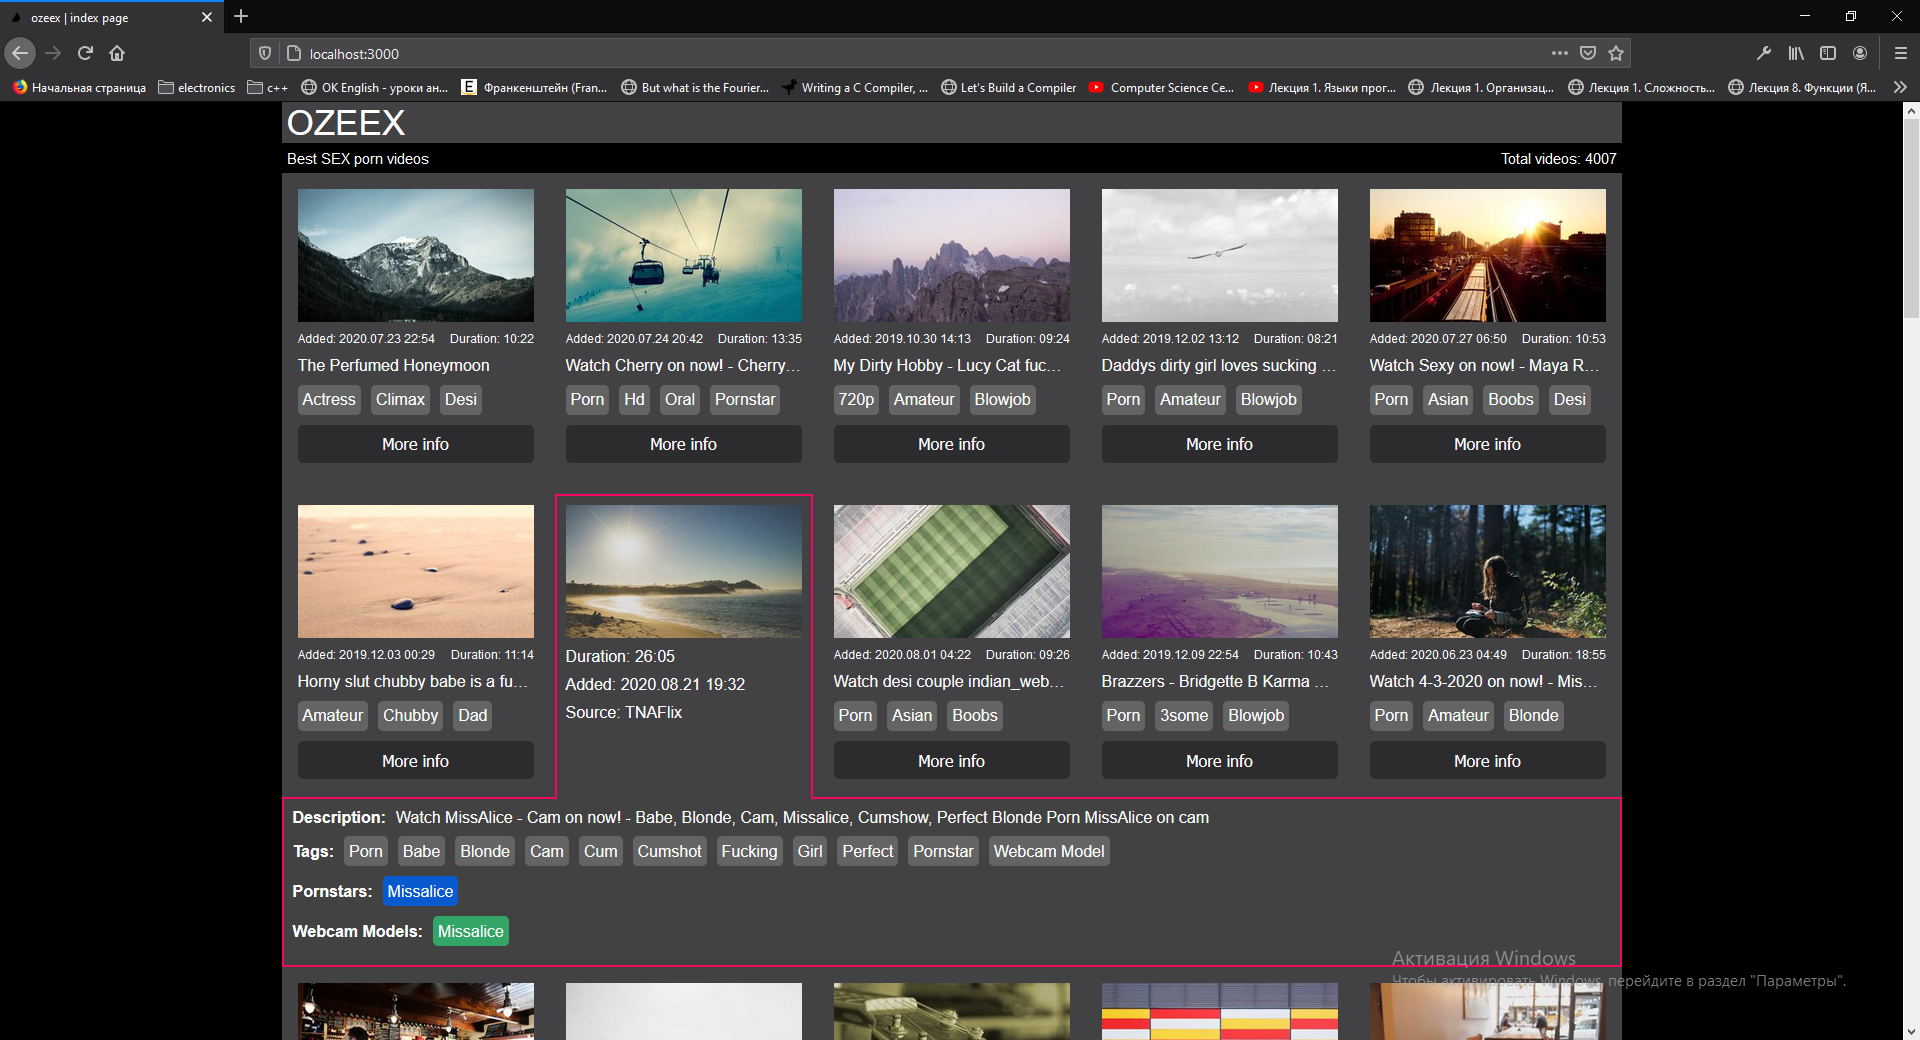 ozeex | index page
localhost:3000
Начальная страница electronics c++ OK English - уроки ан... Франкенштейн (Fran... But what is the Fourier... Writing a C Compiler, ... Let's Build a Compiler Computer Science Ce... Лекция 1. Языки прог... Лекция 1. Организац... Лекция 1. Сложность... Лекция 8. Функции (Я...
OZEEX
Best SEX porn videos Total videos: 4007
Added: 2020.07.23 22:54 Duration: 10:22
The Perfumed Honeymoon
Actress Climax Desi
More info
Added: 2020.07.24 20:42 Duration: 13:35
Watch Cherry on now! - Cherry...
Porn Hd Oral Pornstar
More info
Added: 2019.10.30 14:13 Duration: 09:24
My Dirty Hobby - Lucy Cat fuc...
720p Amateur Blowjob
More info
Added: 2019.12.02 13:12 Duration: 08:21
Daddys dirty girl loves sucking ...
Porn Amateur Blowjob
More info
Added: 2020.07.27 06:50 Duration: 10:53
Watch Sexy on now! - Maya R...
Porn Asian Boobs Desi
More info
Added: 2019.12.03 00:29 Duration: 11:14
Horny slut chubby babe is a fu...
Amateur Chubby Dad
More info
Duration: 26:05
Added: 2020.08.21 19:32
Source: TNAFlix
Added: 2020.08.01 04:22 Duration: 09:26
Watch desi couple indian_web...
Porn Asian Boobs
More info
Added: 2019.12.09 22:54 Duration: 10:43
Brazzers - Bridgette B Karma ...
Porn 3some Blowjob
More info
Added: 2020.06.23 04:49 Duration: 18:55
Watch 4-3-2020 on now! - Mis...
Porn Amateur Blonde
More info
Description: Watch MissAlice - Cam on now! - Babe, Blonde, Cam, Missalice, Cumshow, Perfect Blonde Porn MissAlice on cam
Tags: Porn Babe Blonde Cam Cum Cumshot Fucking Girl Perfect Pornstar Webcam Model
Pornstars: Missalice
Webcam Models: Missalice
Активация Windows
Чтобы активировать Windows, перейдите в раздел "Параметры".